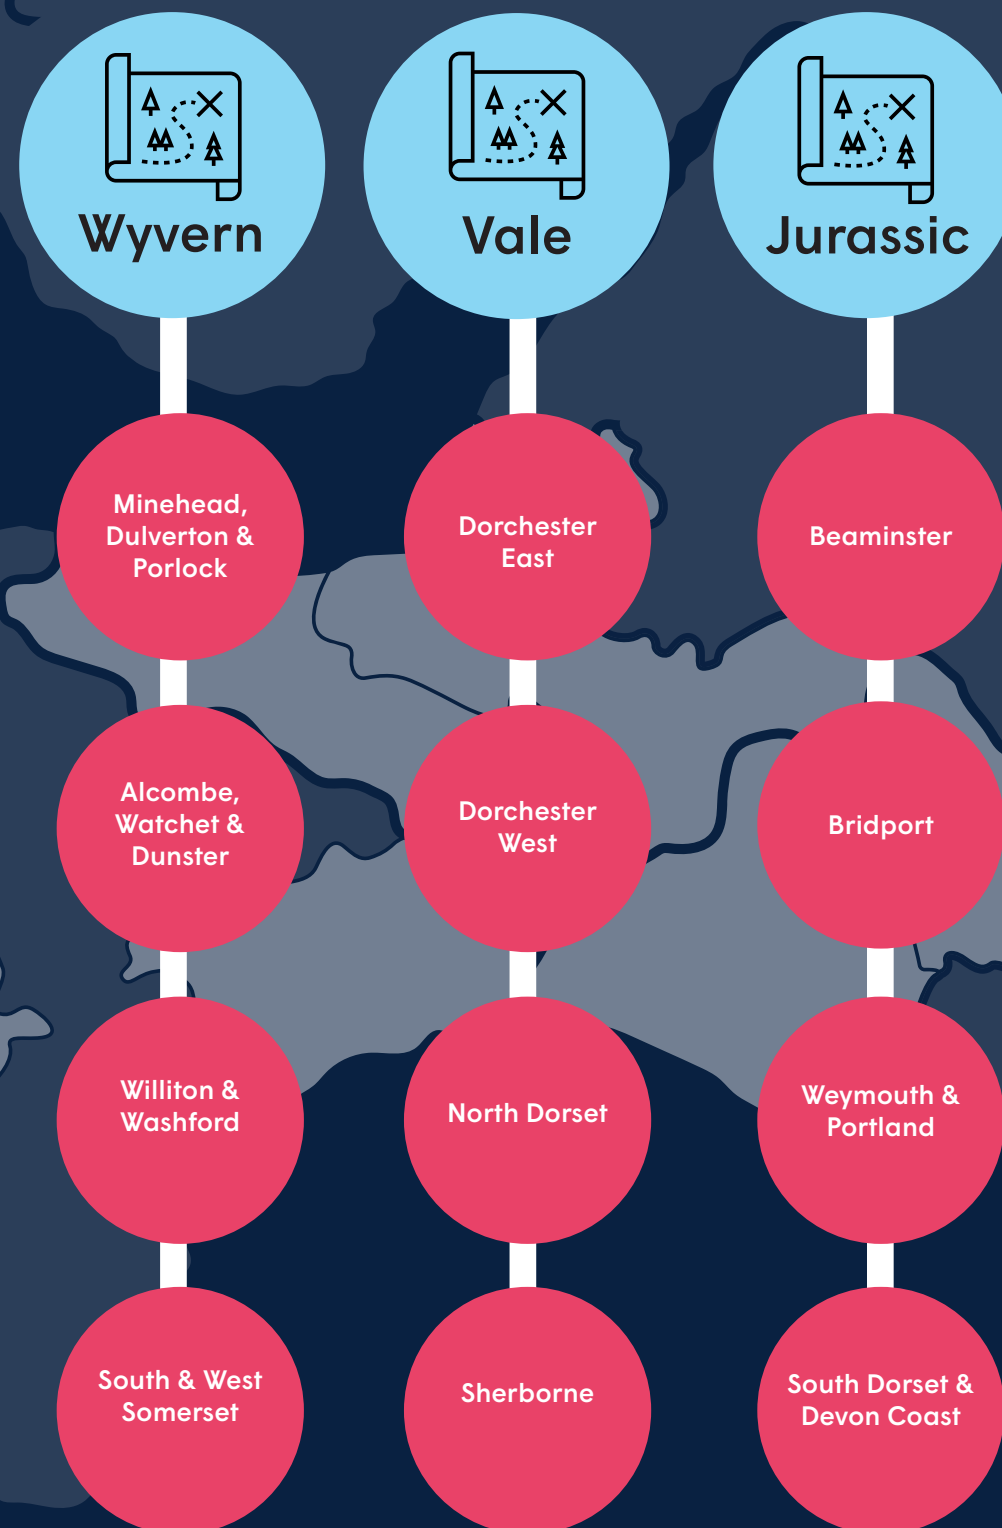 Wyvern
Minehead,
Dulverton &
Porlock
Alcombe,
Watchet &
Dunster
Williton &
Washford
South & West
Somerset
Vale
Dorchester
East
Dorchester
West
North Dorset
Sherborne
Jurassic
Beaminster
Bridport
Weymouth &
Portland
South Dorset &
Devon Coast